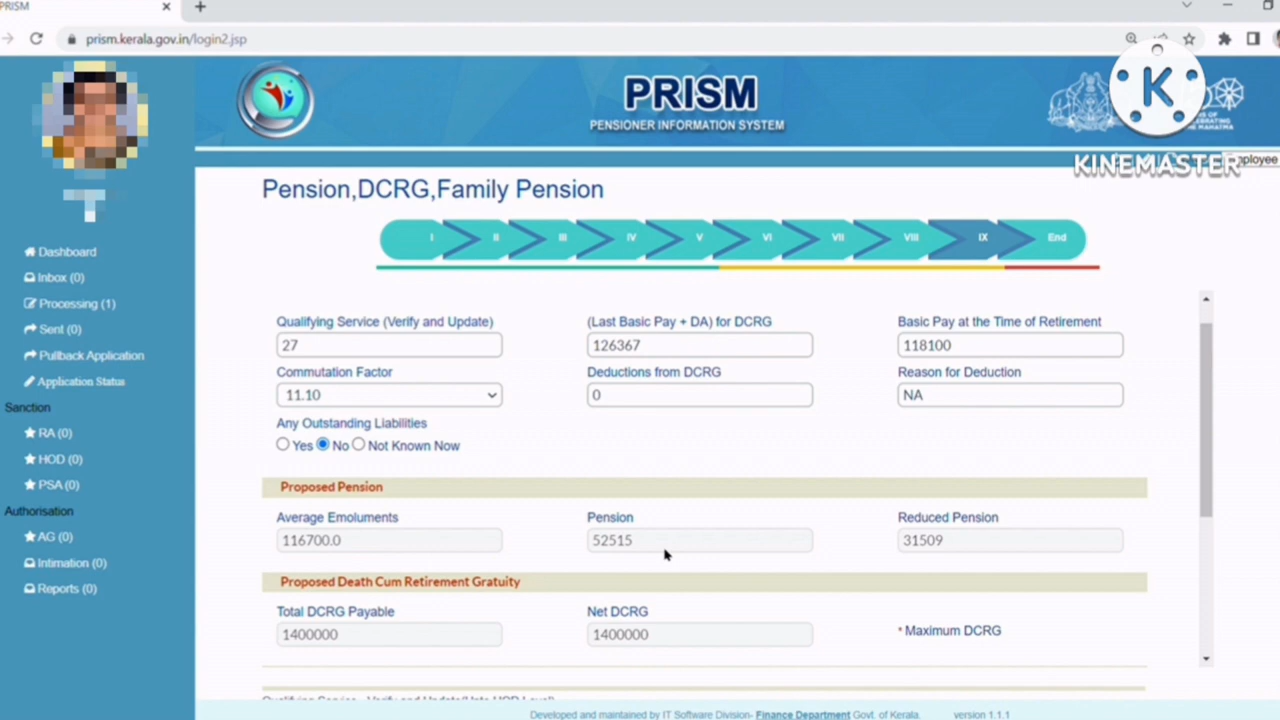 PRISM
prism.kerala.gov.in/login2.jsp
PRISM
PENSIONER INFORMATION SYSTEM
K
KINEMASTER
Pension,DCRG,Family Pension
I II III IV V VI VII VIII IX End
Dashboard
Inbox (0)
Processing (1)
Sent (0)
Pullback Application
Application Status
Sanction
RA (0)
HOD (0)
PSA (0)
Authorisation
AG (0)
Intimation (0)
Reports (0)
Qualifying Service (Verify and Update) (Last Basic Pay + DA) for DCRG Basic Pay at the Time of Retirement
27 126367 118100
Commutation Factor Deductions from DCRG Reason for Deduction
11.10 0 NA
Any Outstanding Liabilities
Yes No Not Known Now
Proposed Pension
Average Emoluments Pension Reduced Pension
116700.0 52515 31509
Proposed Death Cum Retirement Gratuity
Total DCRG Payable Net DCRG
1400000 1400000 * Maximum DCRG
Developed and maintained by IT Software Division- Finance Department Govt. of Kerala. version 1.1.1